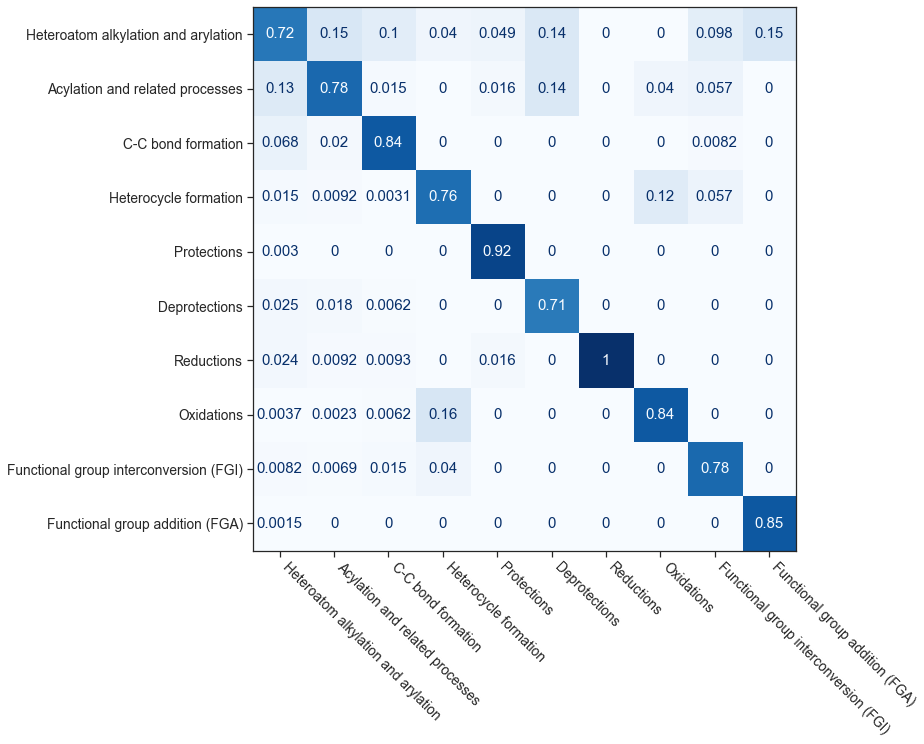 Heteroatom alkylation and arylation 0.72 0.15 0.1 0.04 0.049 0.14 0 0 0.098 0.15
Acylation and related processes 0.13 0.78 0.015 0 0.016 0.14 0 0.04 0.057 0
C-C bond formation 0.068 0.02 0.84 0 0 0 0 0 0.0082 0
Heterocycle formation 0.015 0.0092 0.0031 0.76 0 0 0 0.12 0.057 0
Protections 0.003 0 0 0 0.92 0 0 0 0 0
Deprotections 0.025 0.018 0.0062 0 0 0.71 0 0 0 0
Reductions 0.024 0.0092 0.0093 0 0.016 0 1 0 0 0
Oxidations 0.0037 0.0023 0.0062 0.16 0 0 0 0.84 0 0
Functional group interconversion (FGI) 0.0082 0.0069 0.015 0.04 0 0 0 0 0.78 0
Functional group addition (FGA) 0.0015 0 0 0 0 0 0 0 0 0.85
Heteroatom alkylation and arylation
Acylation and related processes
C-C bond formation
Heterocycle formation
Protections
Deprotections
Reductions
Oxidations
Functional group interconversion (FGI)
Functional group addition (FGA)